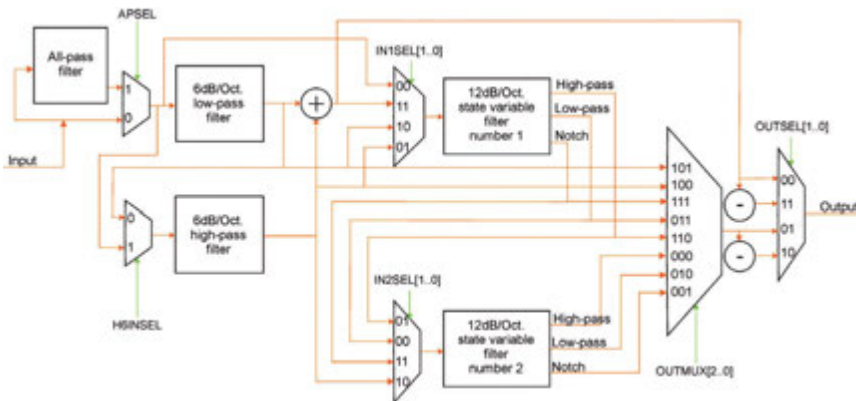 APSEL
All-pass
filter
1
0
Input
6dB/Oct.
low-pass
filter
+
IN1SEL[1..0]
00
11
10
01
12dB/Oct.
state variable
filter
number 1
High-pass
Low-pass
Notch
0
1
H6INSEL
6dB/Oct.
high-pass
filter
IN2SEL[1..0]
01
00
11
10
12dB/Oct.
state variable
filter
number 2
High-pass
Low-pass
Notch
101
100
111
011
110
000
010
001
OUTMUX[2..0]
-
-
OUTSEL[1..0]
00
11
01
10
Output